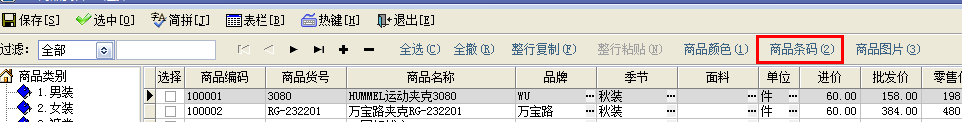 保存[S] 选中[O] 简拼[J] 表栏[B] 热键[H] 退出[E]
过滤: 全部 全选(C) 全撤(R) 整行复制(F) 整行粘贴(N) 商品颜色(1) 商品条码(2) 商品图片(3)
商品类别 选择 商品编码 商品货号 商品名称 品牌 季节 面料 单位 进价 批发价 零售
1.男装 100001 3080 HUMMEL运动夹克3080 WU ... 秋装 ... ... 件 ... 60.00 158.00 198
2.女装 100002 RG-232201 万宝路夹克RG-232201 万宝路 ... 秋装 ... ... 件 ... 60.00 384.00 480